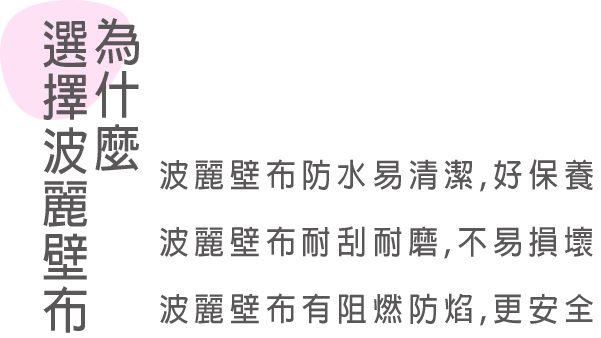 為什麼
選擇波麗壁布
波麗壁布防水易清潔,好保養
波麗壁布耐刮耐磨,不易損壞
波麗壁布有阻燃防焰,更安全